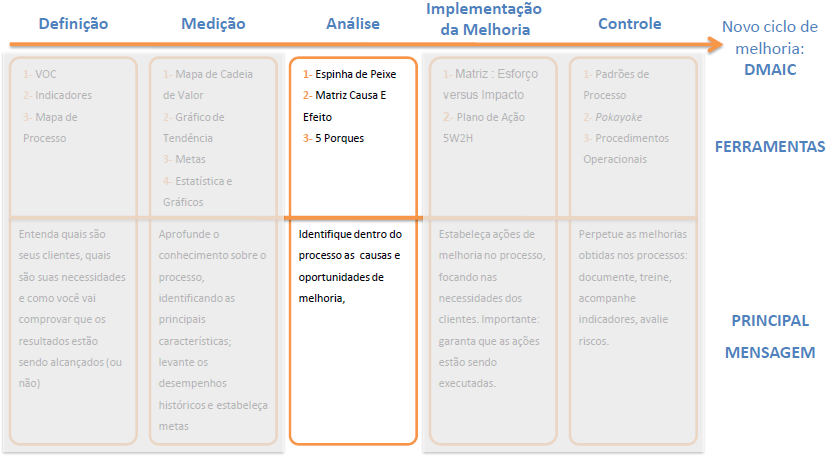 Definição
Medição
Análise
Implementação
da Melhoria
Controle
Novo ciclo de
melhoria:
DMAIC
1- VOC
2- Indicadores
3- Mapa de
Processo
1- Mapa de Cadeia
de Valor
2- Gráfico de
Tendência
3- Metas
4- Estatística e
Gráficos
1- Espinha de Peixe
2- Matriz Causa E
Efeito
3- 5 Porques
1- Matriz : Esforço
versus Impacto
2- Plano de Ação
5W2H
1- Padrões de
Processo
2- Pokayoke
3- Procedimentos
Operacionais
FERRAMENTAS
Entenda quais são
seus clientes, quais
são suas necessidades
e como você vai
comprovar que os
resultados estão
sendo alcançados (ou
não)
Aprofunde o
conhecimento sobre o
processo,
identificando as
principais
características;
levante os
desempenhos
históricos e estabeleça
metas
Identifique dentro do
processo as causas e
oportunidades de
melhoria,
Estabeleça ações de
melhoria no processo,
focando nas
necessidades dos
clientes. Importante:
garanta que as ações
estão sendo
executadas.
Perpetue as melhorias
obtidas nos processos:
documente, treine,
acompanhe
indicadores, avalie
riscos.
PRINCIPAL
MENSAGEM